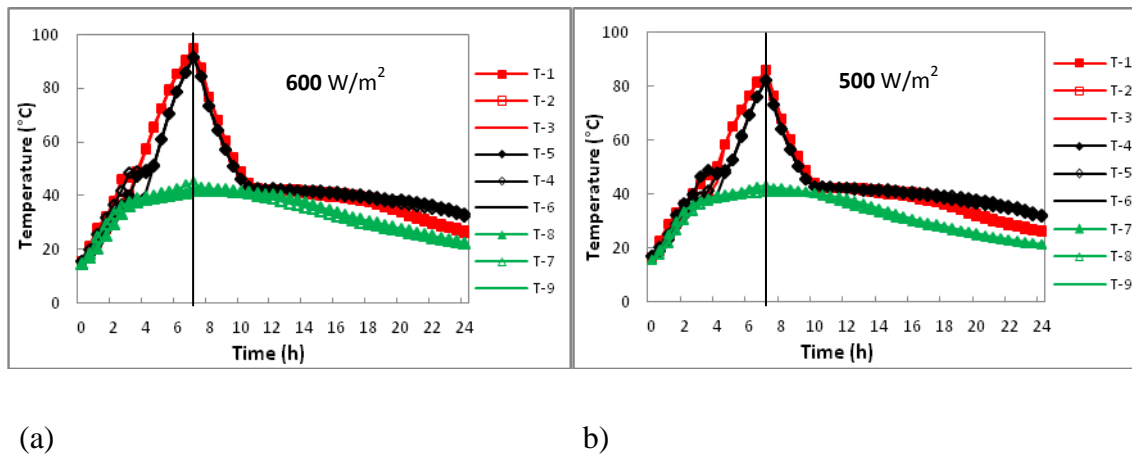 600 W/m²
Temperature (°C)
100
80
60
40
20
0
0 2 4 6 8 10 12 14 16 18 20 22 24
Time (h)
T-1
T-2
T-3
T-5
T-4
T-6
T-8
T-7
T-9
500 W/m²
Temperature (°C)
100
80
60
40
20
0
0 2 4 6 8 10 12 14 16 18 20 22 24
Time (h)
T-1
T-2
T-3
T-4
T-5
T-6
T-7
T-8
T-9
(a) b)